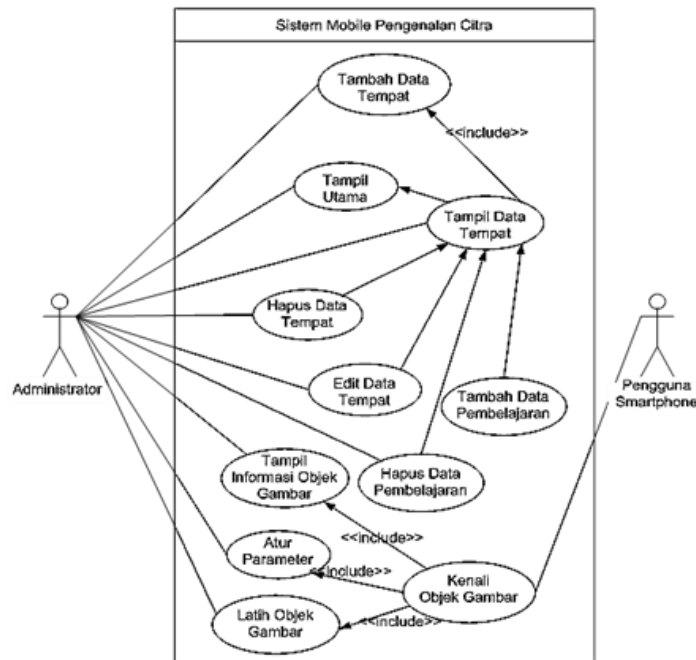 Sistem Mobile Pengenalan Citra
Tambah Data
Tempat
<<include>>
Tampil
Utama
Tampil Data
Tempat
Hapus Data
Tempat
Administrator
Edit Data
Tempat
Tambah Data
Pembelajaran
Pengguna
Smartphone
Tampil
Informasi Objek
Gambar
Hapus Data
Pembelajaran
<<include>>
Atur
Parameter
<<include>>
Kenali
Objek Gambar
Latih Objek
Gambar
<<include>>